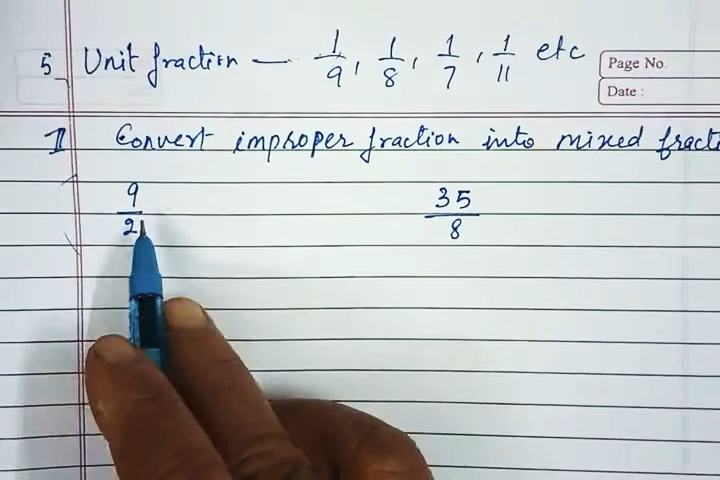 5 Unit fraction — 1/9, 1/8, 1/7, 1/11 etc
Page No.
Date :
I Convert improper fraction into mixed fracti
9/2 35/8